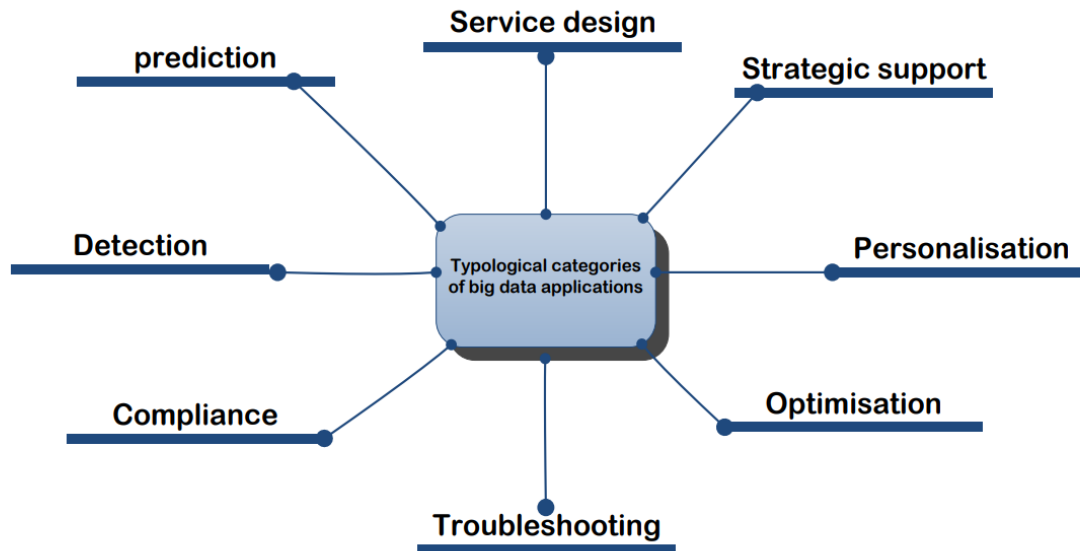 Service design
prediction
Strategic support
Detection
Typological categories
of big data applications
Personalisation
Compliance
Optimisation
Troubleshooting